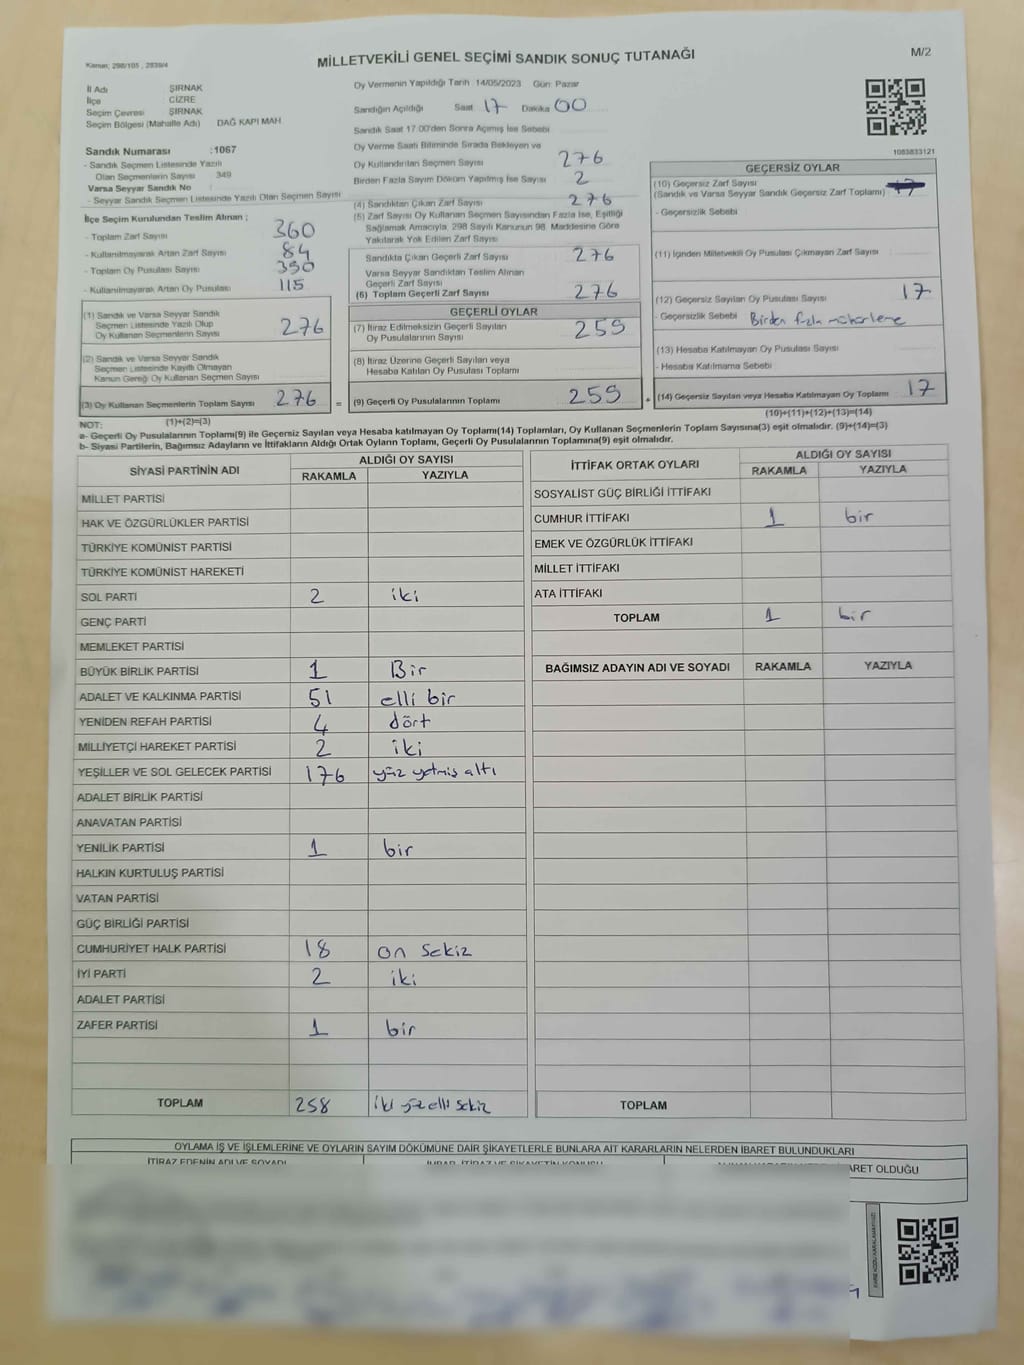 Kanun; 298/105 , 2839/4
MİLLETVEKİLİ GENEL SEÇİMİ SANDIK SONUÇ TUTANAĞI
M/2
İl Adı ŞIRNAK
İlçe CİZRE
Seçim Çevresi ŞIRNAK
Seçim Bölgesi (Mahalle Adı) DAĞ KAPI MAH.
Sandık Numarası :1067
- Sandık Seçmen Listesinde Yazılı
Olan Seçmenlerin Sayısı 349
Varsa Seyyar Sandık No
- Seyyar Sandık Seçmen Listesinde Yazılı Olan Seçmen Sayısı
İlçe Seçim Kurulundan Teslim Alınan ;
- Toplam Zarf Sayısı 360
- Kullanılmayarak Artan Zarf Sayısı 84
- Toplam Oy Pusulası Sayısı 390
- Kullanılmayarak Artan Oy Pusulası 115
(1) Sandık ve Varsa Seyyar Sandık
Seçmen Listesinde Yazılı Olup
Oy Kullanan Seçmenlerin Sayısı 276
(2) Sandık ve Varsa Seyyar Sandık
Seçmen Listesinde Kayıtlı Olmayan
Kanun Gereği Oy Kullanan Seçmen Sayısı
(3) Oy Kullanan Seçmenlerin Toplam Sayısı 276 =
(1)+(2)=(3)
Oy Vermenin Yapıldığı Tarih 14/05/2023 Gün: Pazar
Sandığın Açıldığı Saat 17 Dakika 00
Sandık Saat 17:00'den Sonra Açılmış İse Sebebi
Oy Verme Saati Bitiminde Sırada Bekleyen ve
Oy Kullandırılan Seçmen Sayısı 276
Birden Fazla Sayım Döküm Yapılmış İse Sayısı 2
(4) Sandıktan Çıkan Zarf Sayısı 276
(5) Zarf Sayısı Oy Kullanan Seçmen Sayısından Fazla İse, Eşitliği
Sağlamak Amacıyla, 298 Sayılı Kanunun 98. Maddesine Göre
Yakılarak Yok Edilen Zarf Sayısı
Sandıkta Çıkan Geçerli Zarf Sayısı 276
Varsa Seyyar Sandıktan Teslim Alınan
Geçerli Zarf Sayısı
(6) Toplam Geçerli Zarf Sayısı 276
GEÇERLİ OYLAR
(7) İtiraz Edilmeksizin Geçerli Sayılan
Oy Pusulalarının Sayısı 259
(8) İtiraz Üzerine Geçerli Sayılan veya
Hesaba Katılan Oy Pusulası Toplamı
(9) Geçerli Oy Pusulalarının Toplamı 259 +
1083833121
GEÇERSİZ OYLAR
(10) Geçersiz Zarf Sayısı
(Sandık ve Varsa Seyyar Sandık Geçersiz Zarf Toplamı)
- Geçersizlik Sebebi
(11) İçinden Milletvekili Oy Pusulası Çıkmayan Zarf Sayısı
(12) Geçersiz Sayılan Oy Pusulası Sayısı 17
- Geçersizlik Sebebi Birden fazla mühürleme
(13) Hesaba Katılmayan Oy Pusulası Sayısı
- Hesaba Katılmama Sebebi
(14) Geçersiz Sayılan veya Hesaba Katılmayan Oy Toplamı 17
(10)+(11)+(12)+(13)=(14)
NOT:
a- Geçerli Oy Pusulalarının Toplamı(9) ile Geçersiz Sayılan veya Hesaba katılmayan Oy Toplamı(14) Toplamları, Oy Kullanan Seçmenlerin Toplam Sayısına(3) eşit olmalıdır. (9)+(14)=(3)
b- Siyasi Partilerin, Bağımsız Adayların ve İttifakların Aldığı Ortak Oyların Toplamı, Geçerli Oy Pusulalarının Toplamına(9) eşit olmalıdır.
SİYASİ PARTİNİN ADI ALDIĞI OY SAYISI
RAKAMLA YAZIYLA
MİLLET PARTİSİ
HAK VE ÖZGÜRLÜKLER PARTİSİ
TÜRKİYE KOMÜNİST PARTİSİ
TÜRKİYE KOMÜNİST HAREKETİ
SOL PARTİ 2 iki
GENÇ PARTİ
MEMLEKET PARTİSİ
BÜYÜK BİRLİK PARTİSİ 1 Bir
ADALET VE KALKINMA PARTİSİ 51 elli bir
YENİDEN REFAH PARTİSİ 4 dört
MİLLİYETÇİ HAREKET PARTİSİ 2 iki
YEŞİLLER VE SOL GELECEK PARTİSİ 176 yüz yetmiş altı
ADALET BİRLİK PARTİSİ
ANAVATAN PARTİSİ
YENİLİK PARTİSİ 1 bir
HALKIN KURTULUŞ PARTİSİ
VATAN PARTİSİ
GÜÇ BİRLİĞİ PARTİSİ
CUMHURİYET HALK PARTİSİ 18 on sekiz
İYİ PARTİ 2 iki
ADALET PARTİSİ
ZAFER PARTİSİ 1 bir
TOPLAM 258 iki yüz elli sekiz
İTTİFAK ORTAK OYLARI ALDIĞI OY SAYISI
RAKAMLA YAZIYLA
SOSYALİST GÜÇ BİRLİĞİ İTTİFAKI
CUMHUR İTTİFAKI 1 bir
EMEK VE ÖZGÜRLÜK İTTİFAKI
MİLLET İTTİFAKI
ATA İTTİFAKI
TOPLAM 1 bir
BAĞIMSIZ ADAYIN ADI VE SOYADI RAKAMLA YAZIYLA
TOPLAM
OYLAMA İŞ VE İŞLEMLERİNE VE OYLARIN SAYIM DÖKÜMÜNE DAİR ŞİKAYETLERLE BUNLARA AİT KARARLARIN NELERDEN İBARET BULUNDUKLARI
İTİRAZ EDENİN ADI VE SOYADI